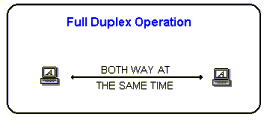 Full Duplex Operation
BOTH WAY AT
THE SAME TIME